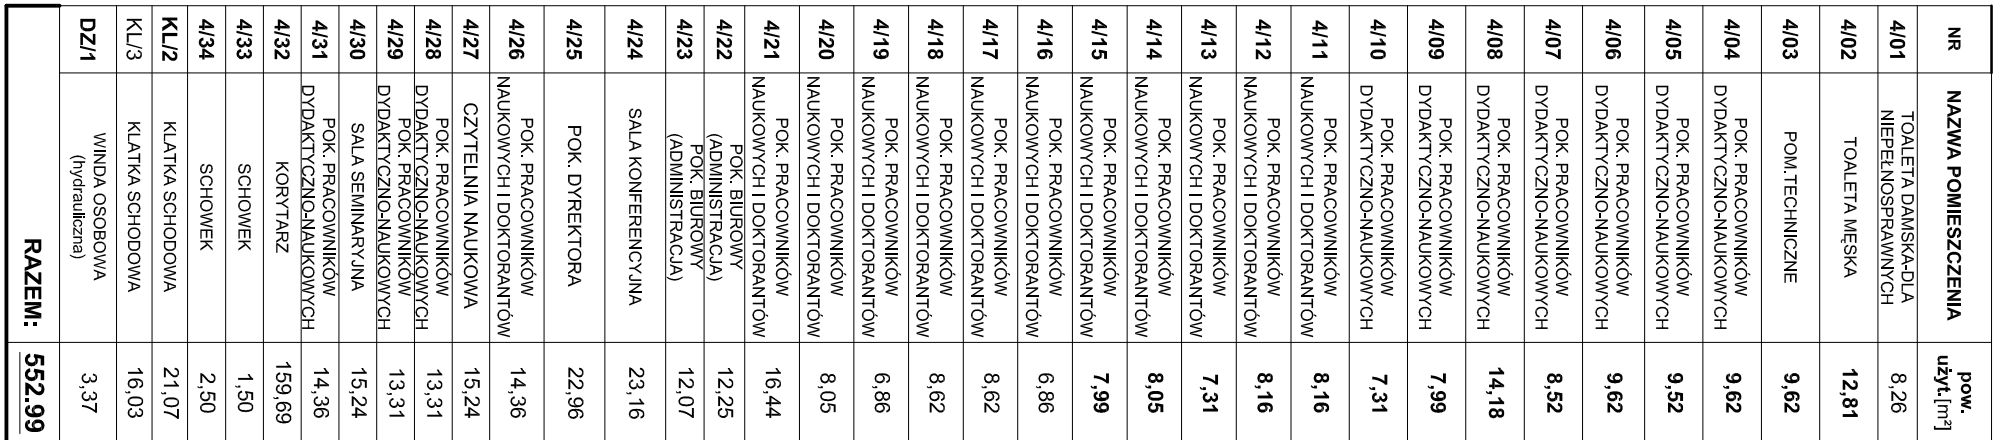 NR NAZWA POMIESZCZENIA pow. użyt.[m²]
4/01 TOALETA DAMSKA-DLA NIEPEŁNOSPRAWNYCH 8,26
4/02 TOALETA MĘSKA 12,81
4/03 POM.TECHNICZNE 9,62
4/04 POK. PRACOWNIKÓW DYDAKTYCZNO-NAUKOWYCH 9,62
4/05 POK. PRACOWNIKÓW DYDAKTYCZNO-NAUKOWYCH 9,52
4/06 POK. PRACOWNIKÓW DYDAKTYCZNO-NAUKOWYCH 9,62
4/07 POK. PRACOWNIKÓW DYDAKTYCZNO-NAUKOWYCH 8,52
4/08 POK. PRACOWNIKÓW DYDAKTYCZNO-NAUKOWYCH 14,18
4/09 POK. PRACOWNIKÓW DYDAKTYCZNO-NAUKOWYCH 7,99
4/10 POK. PRACOWNIKÓW DYDAKTYCZNO-NAUKOWYCH 7,31
4/11 POK. PRACOWNIKÓW NAUKOWYCH I DOKTORANTÓW 8,16
4/12 POK. PRACOWNIKÓW NAUKOWYCH I DOKTORANTÓW 8,16
4/13 POK. PRACOWNIKÓW NAUKOWYCH I DOKTORANTÓW 7,31
4/14 POK. PRACOWNIKÓW NAUKOWYCH I DOKTORANTÓW 8,05
4/15 POK. PRACOWNIKÓW NAUKOWYCH I DOKTORANTÓW 7,99
4/16 POK. PRACOWNIKÓW NAUKOWYCH I DOKTORANTÓW 6,86
4/17 POK. PRACOWNIKÓW NAUKOWYCH I DOKTORANTÓW 8,62
4/18 POK. PRACOWNIKÓW NAUKOWYCH I DOKTORANTÓW 8,62
4/19 POK. PRACOWNIKÓW NAUKOWYCH I DOKTORANTÓW 6,86
4/20 POK. PRACOWNIKÓW NAUKOWYCH I DOKTORANTÓW 8,05
4/21 POK. PRACOWNIKÓW NAUKOWYCH I DOKTORANTÓW 16,44
4/22 POK. BIUROWY (ADMINISTRACJA) 12,25
4/23 POK. BIUROWY (ADMINISTRACJA) 12,07
4/24 SALA KONFERENCYJNA 23,16
4/25 POK. DYREKTORA 22,96
4/26 POK. PRACOWNIKÓW NAUKOWYCH I DOKTORANTÓW 14,36
4/27 CZYTELNIA NAUKOWA 15,24
4/28 POK. PRACOWNIKÓW DYDAKTYCZNO-NAUKOWYCH 13,31
4/29 POK. PRACOWNIKÓW DYDAKTYCZNO-NAUKOWYCH 13,31
4/30 SALA SEMINARYJNA 15,24
4/31 POK. PRACOWNIKÓW DYDAKTYCZNO-NAUKOWYCH 14,36
4/32 KORYTARZ 159,69
4/33 SCHOWEK 1,50
4/34 SCHOWEK 2,50
KL/2 KLATKA SCHODOWA 21,07
KL/3 KLATKA SCHODOWA 16,03
DZ/1 WINDA OSOBOWA (hydrauliczna) 3,37
RAZEM: 552.99